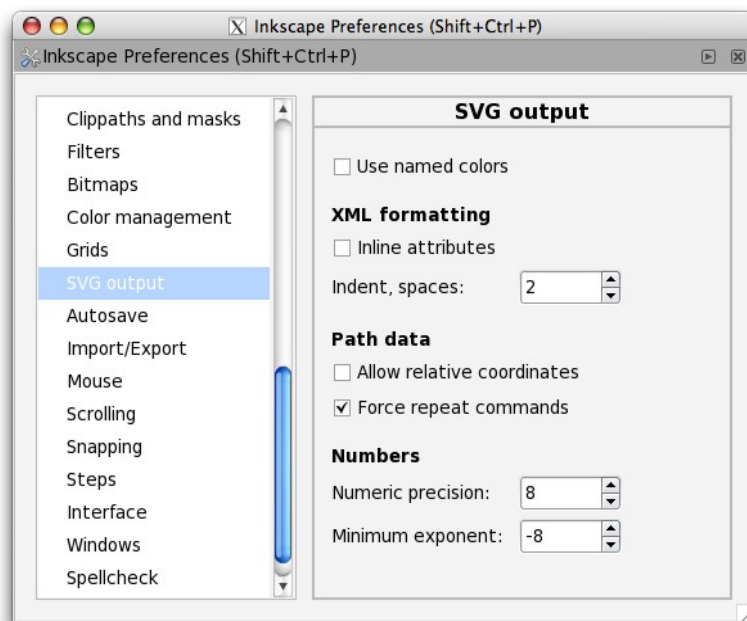 Inkscape Preferences (Shift+Ctrl+P)
Inkscape Preferences (Shift+Ctrl+P)
Clippaths and masks
Filters
Bitmaps
Color management
Grids
SVG output
Autosave
Import/Export
Mouse
Scrolling
Snapping
Steps
Interface
Windows
Spellcheck
SVG output
Use named colors
XML formatting
Inline attributes
Indent, spaces: 2
Path data
Allow relative coordinates
Force repeat commands
Numbers
Numeric precision: 8
Minimum exponent: -8